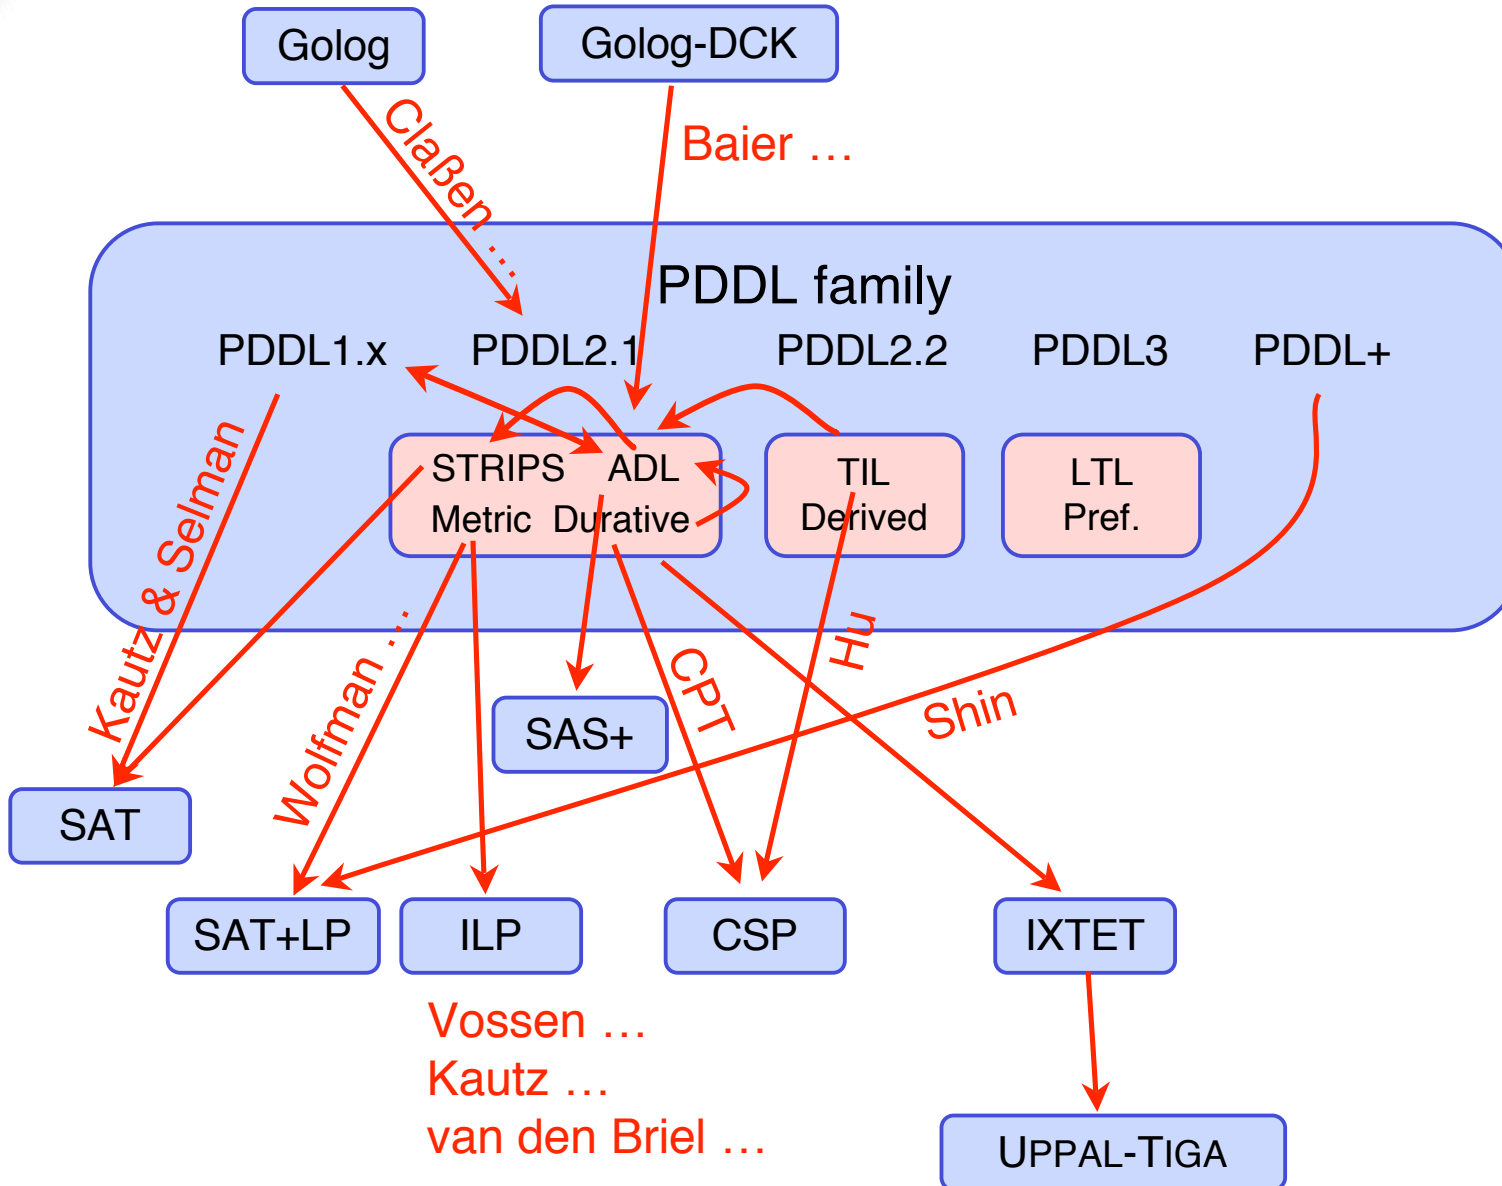 Golog
Golog-DCK
Claßen …
Baier …
PDDL family
PDDL1.x
PDDL2.1
PDDL2.2
PDDL3
PDDL+
STRIPS ADL
Metric Durative
TIL
Derived
LTL
Pref.
Kautz & Selman
Wolfman …
CPT
Hu
Shin
SAS+
SAT
SAT+LP
ILP
CSP
IXTET
Vossen …
Kautz …
van den Briel …
UPPAL-TIGA